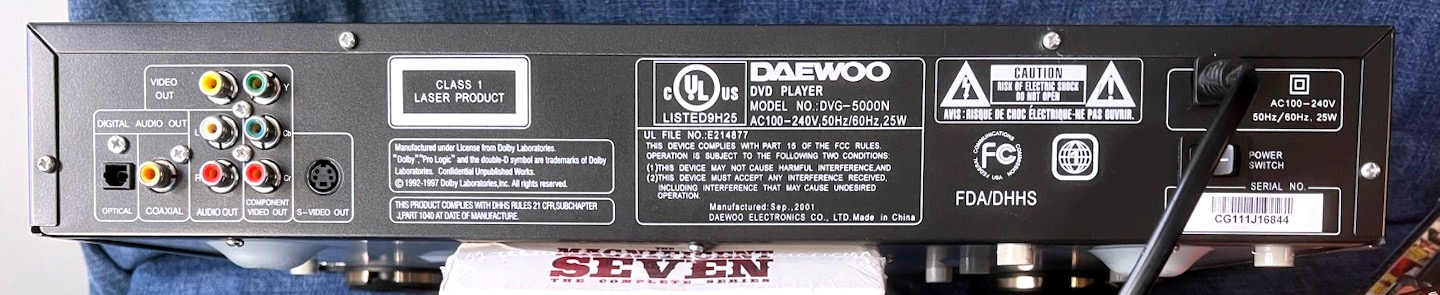 VIDEO
OUT
Y
DIGITAL AUDIO OUT
L
Cb
R
Cr
OPTICAL
COAXIAL
AUDIO OUT
COMPONENT
VIDEO OUT
S-VIDEO OUT
CLASS 1
LASER PRODUCT
Manufactured under License from Dolby Laboratories.
"Dolby","Pro Logic" and the double-D symbol are trademarks of Dolby
Laboratories. Confidential Unpublished Works.
© 1992-1997 Dolby Laboratories,Inc. All rights reserved.
THIS PRODUCT COMPLIES WITH DHHS RULES 21 CFR,SUBCHAPTER
J,PART 1040 AT DATE OF MANUFACTURE.
C UL US
LISTED9H25
DAEWOO
DVD PLAYER
MODEL NO.:DVG-5000N
AC100-240V,50Hz/60Hz,25W
UL FILE NO.:E214877
THIS DEVICE COMPLIES WITH PART 15 OF THE FCC RULES.
OPERATION IS SUBJECT TO THE FOLLOWING TWO CONDITIONS:
(1)THIS DEVICE MAY NOT CAUSE HARMFUL INTERFERENCE,AND
(2)THIS DEVICE MUST ACCEPT ANY INTERFERENCE RECEIVED,
INCLUDING INTERFERENCE THAT MAY CAUSE UNDESIRED
OPERATION.
Manufactured:Sep.,2001
DAEWOO ELECTRONICS CO., LTD.Made in China
CAUTION
RISK OF ELECTRIC SHOCK
DO NOT OPEN
AVIS:RISQUE DE CHOC ÉLECTRIQUE-NE PAS OUVRIR.
FEDERAL COMMUNICATIONS COMMISSION
FC
USA
1
FDA/DHHS
AC100-240V
50Hz/60Hz, 25W
POWER
SWITCH
SERIAL NO.
CG111J16844
THE
MAGNIFICENT
SEVEN
THE COMPLETE SERIES